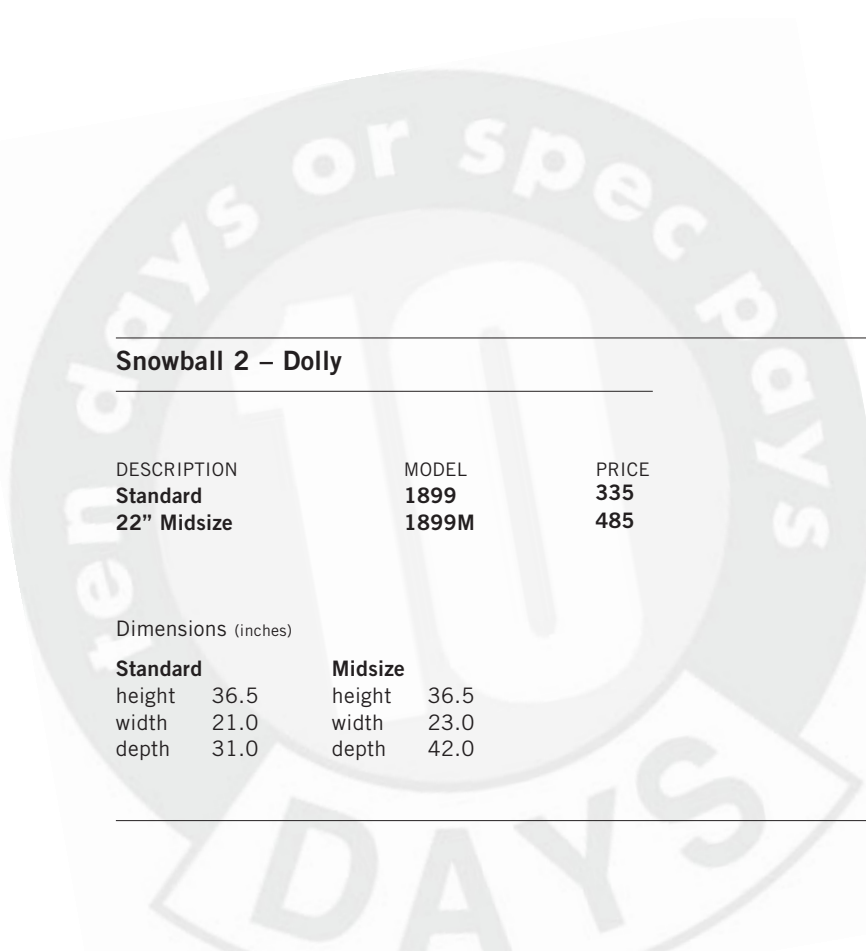 ten days or spec pays
10
DAYS
Snowball 2 – Dolly
DESCRIPTION MODEL PRICE
Standard 1899 335
22” Midsize 1899M 485
Dimensions (inches)
Standard Midsize
height 36.5 height 36.5
width 21.0 width 23.0
depth 31.0 depth 42.0